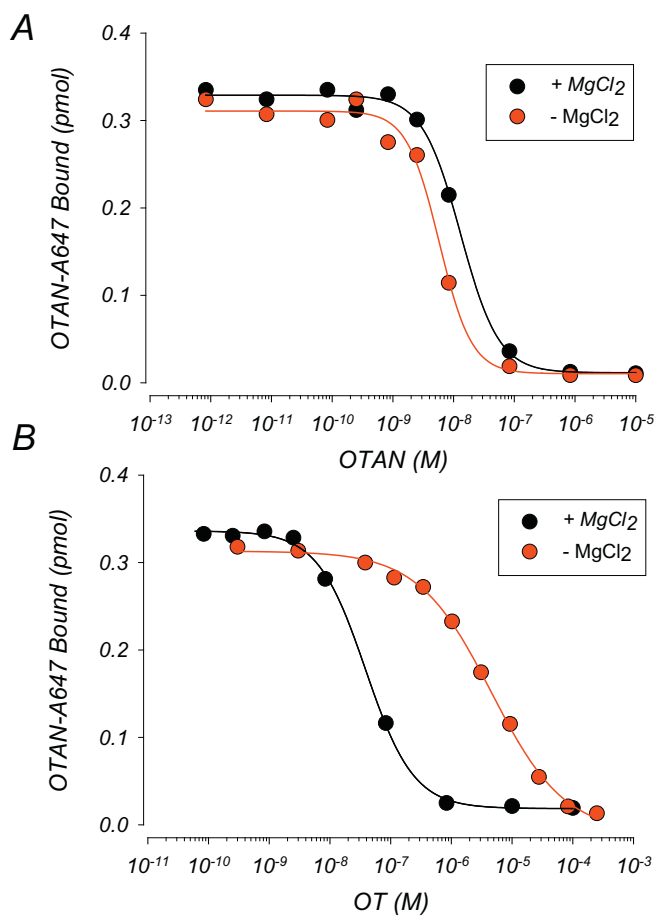 A
OTAN-A647 Bound (pmol)
0.4
0.3
0.2
0.1
0.0
+ MgCl2
- MgCl2
10-13 10-12 10-11 10-10 10-9 10-8 10-7 10-6 10-5
OTAN (M)
B
OTAN-A647 Bound (pmol)
0.4
0.3
0.2
0.1
0.0
+ MgCl2
- MgCl2
10-11 10-10 10-9 10-8 10-7 10-6 10-5 10-4 10-3
OT (M)